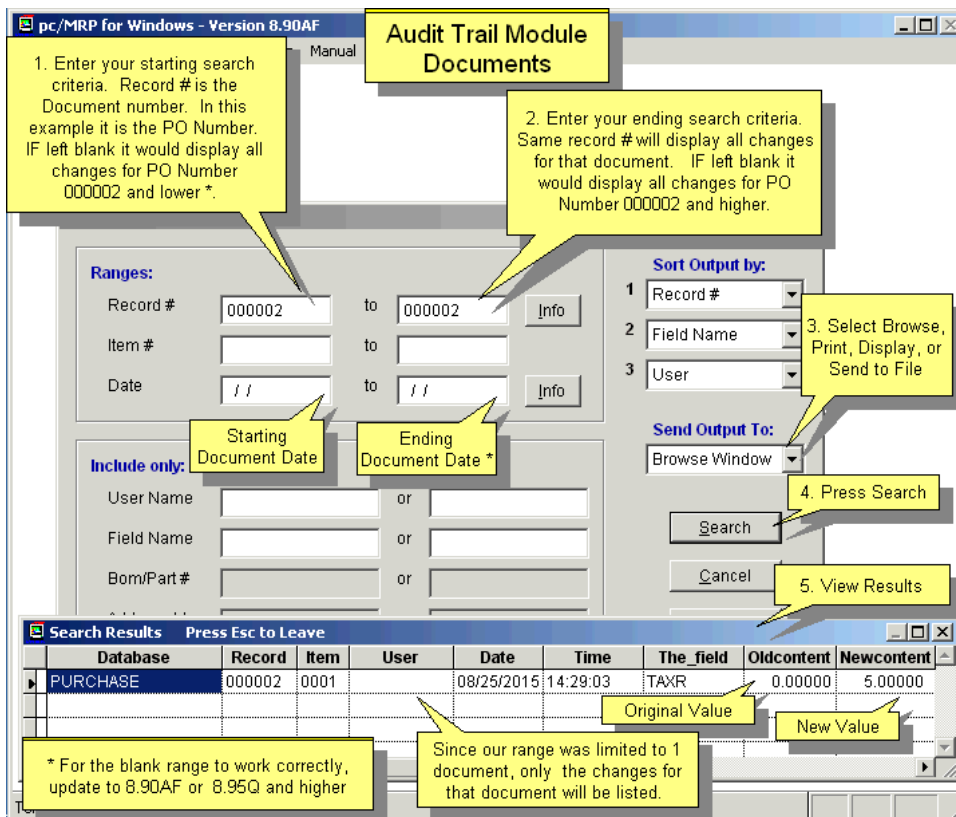 pc/MRP for Windows - Version 8.90AF
Manual
Audit Trail Module
Documents
1. Enter your starting search
criteria. Record # is the
Document number. In this
example it is the PO Number.
IF left blank it would display all
changes for PO Number
000002 and lower *.
2. Enter your ending search criteria.
Same record # will display all changes
for that document. IF left blank it
would display all changes for PO
Number 000002 and higher.
Ranges:
Record # 000002 to 000002 Info
Item # to
Date / / to / / Info
Starting
Document Date
Ending
Document Date *
Sort Output by:
1 Record #
2 Field Name
3 User
3. Select Browse,
Print, Display, or
Send to File
Send Output To:
Browse Window
Include only:
User Name or
Field Name or
Bom/Part # or
4. Press Search
Search
Cancel
5. View Results
Search Results Press Esc to Leave
Database Record Item User Date Time The_field Oldcontent Newcontent
PURCHASE 000002 0001 08/25/2015 14:29:03 TAXR 0.00000 5.00000
Original Value
New Value
* For the blank range to work correctly,
update to 8.90AF or 8.95Q and higher
Since our range was limited to 1
document, only the changes for
that document will be listed.